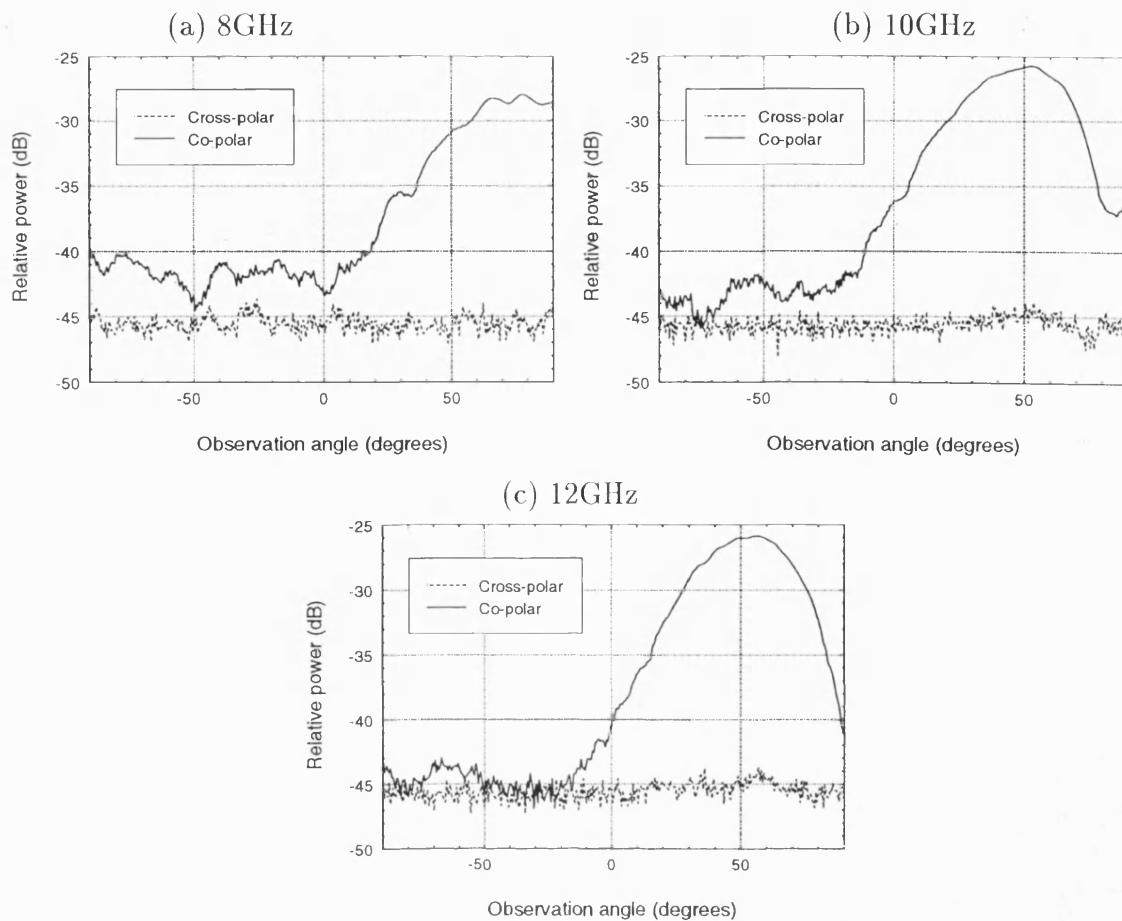 (a) 8GHz
-25
-30
-35
-40
-45
-50
Relative power (dB)
Cross-polar
Co-polar
-50
0
50
Observation angle (degrees)
(b) 10GHz
-25
-30
-35
-40
-45
-50
Relative power (dB)
Cross-polar
Co-polar
-50
0
50
Observation angle (degrees)
(c) 12GHz
-25
-30
-35
-40
-45
-50
Relative power (dB)
Cross-polar
Co-polar
-50
0
50
Observation angle (degrees)